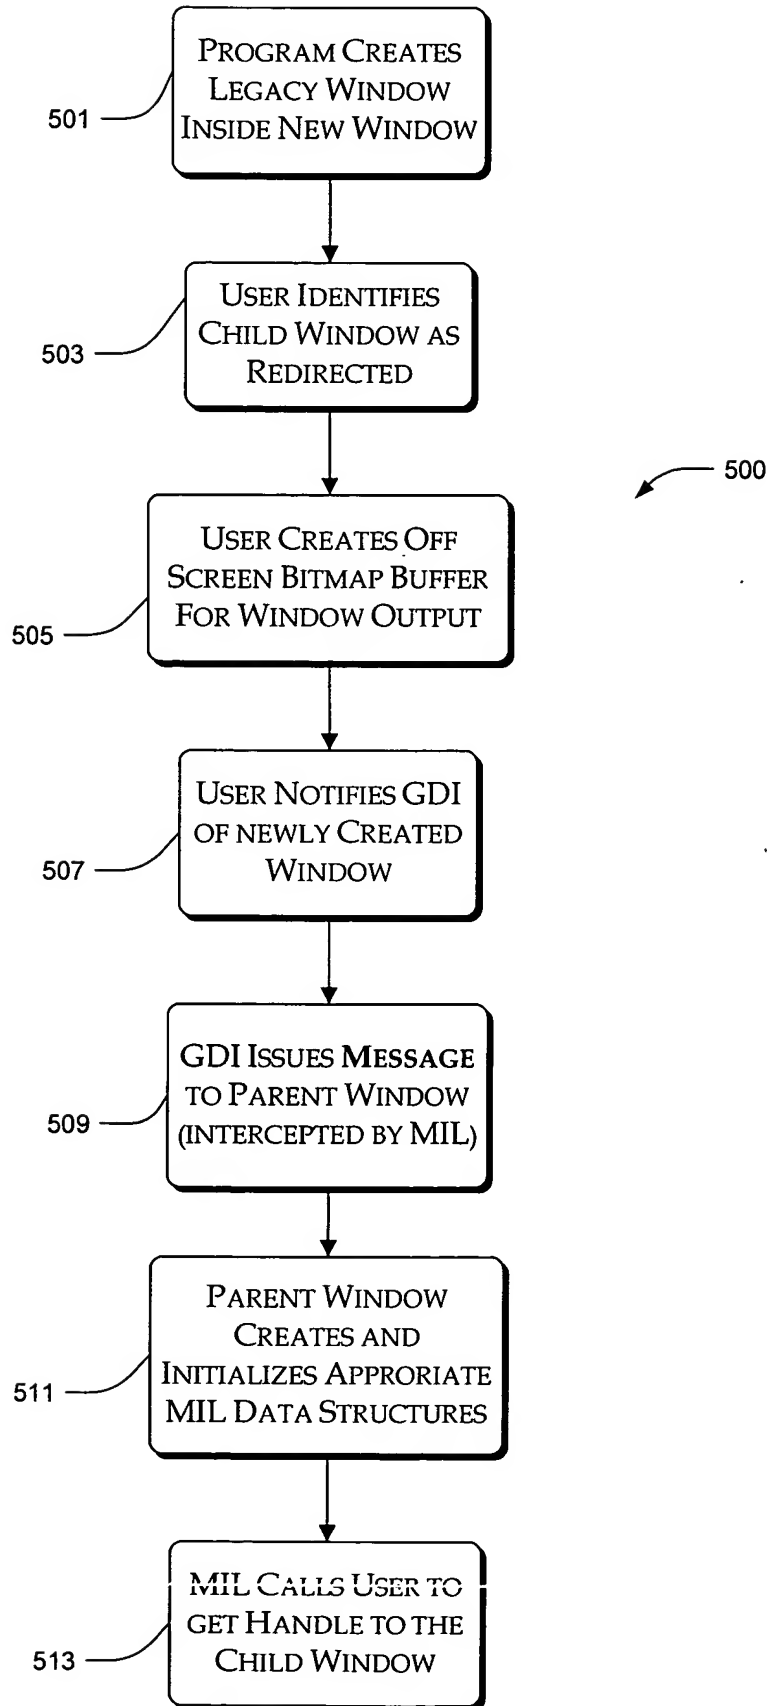 PROGRAM CREATES
LEGACY WINDOW
INSIDE NEW WINDOW
501
USER IDENTIFIES
CHILD WINDOW AS
REDIRECTED
503
500
USER CREATES OFF
SCREEN BITMAP BUFFER
FOR WINDOW OUTPUT
505
USER NOTIFIES GDI
OF NEWLY CREATED
WINDOW
507
GDI ISSUES MESSAGE
TO PARENT WINDOW
(INTERCEPTED BY MIL)
509
PARENT WINDOW
CREATES AND
INITIALIZES APPRORIATE
MIL DATA STRUCTURES
511
MIL CALLS USER TO
GET HANDLE TO THE
CHILD WINDOW
513